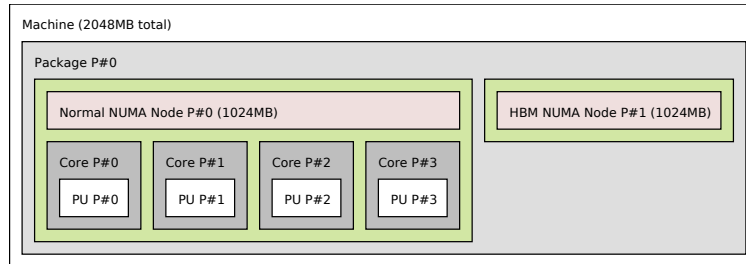 Machine (2048MB total)
Package P#0
Normal NUMA Node P#0 (1024MB)
HBM NUMA Node P#1 (1024MB)
Core P#0
Core P#1
Core P#2
Core P#3
PU P#0
PU P#1
PU P#2
PU P#3